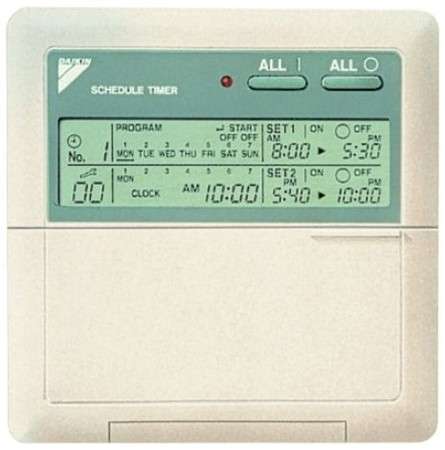 DAIKIN
SCHEDULE TIMER
ALL |
ALL O
No. 1
PROGRAM
START
OFF OFF
1 2 3 4 5 6 7
MON TUE WED THU FRI SAT SUN
SET1 ON OFF
AM PM
8:00 ► 5:30
00
1 2 3 4 5 6 7
MON
CLOCK AM 10:00
SET2 ON OFF
PM PM
5:40 ► 10:00